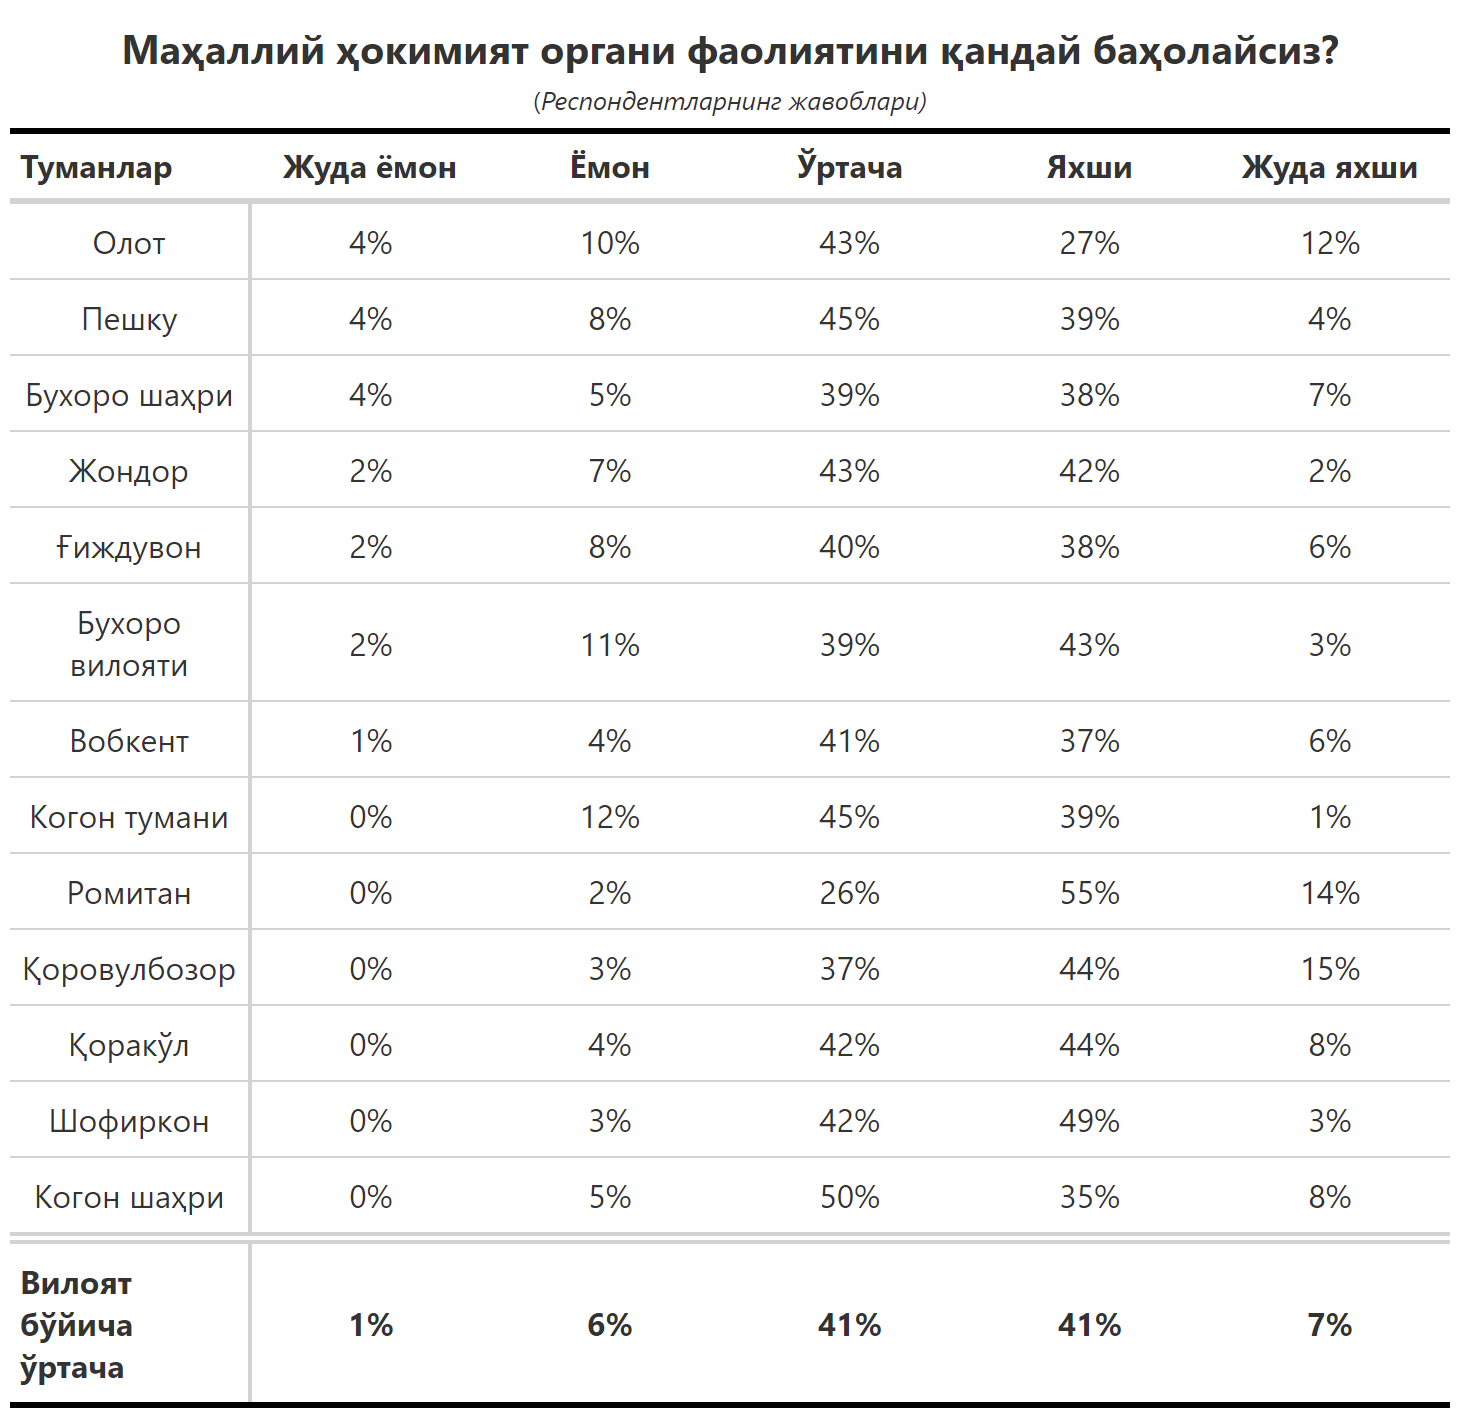 Маҳаллий ҳокимият органи фаолиятини қандай баҳолайсиз?
(Респондентларнинг жавоблари)
Туманлар Жуда ёмон Ёмон Ўртача Яхши Жуда яхши
Олот 4% 10% 43% 27% 12%
Пешку 4% 8% 45% 39% 4%
Бухоро шаҳри 4% 5% 39% 38% 7%
Жондор 2% 7% 43% 42% 2%
Ғиждувон 2% 8% 40% 38% 6%
Бухоро
вилояти 2% 11% 39% 43% 3%
Вобкент 1% 4% 41% 37% 6%
Когон тумани 0% 12% 45% 39% 1%
Ромитан 0% 2% 26% 55% 14%
Қоровулбозор 0% 3% 37% 44% 15%
Қоракўл 0% 4% 42% 44% 8%
Шофиркон 0% 3% 42% 49% 3%
Когон шаҳри 0% 5% 50% 35% 8%
Вилоят
бўйича 1% 6% 41% 41% 7%
ўртача